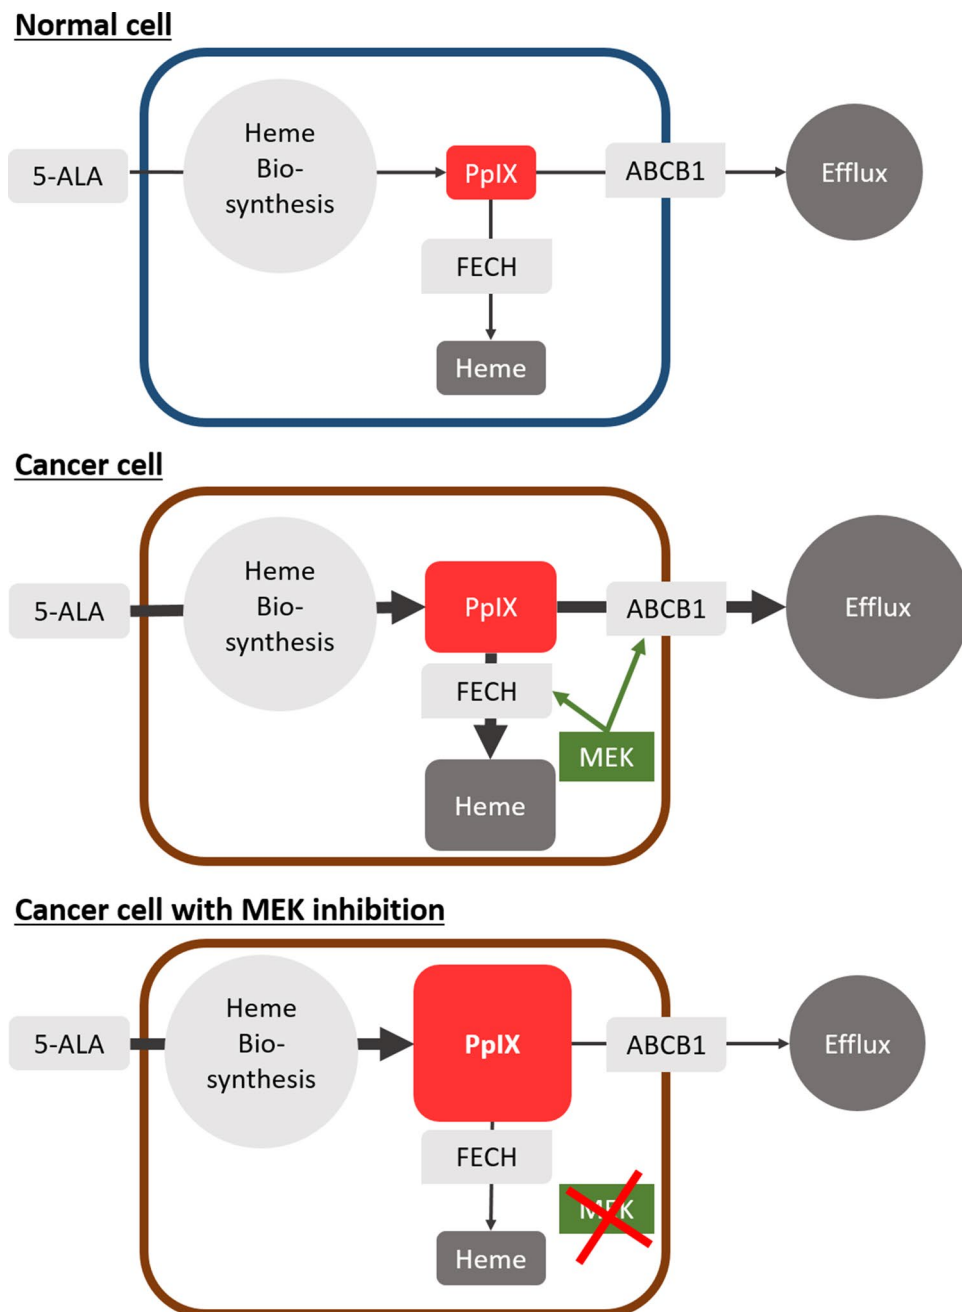 Normal cell
5-ALA
Heme
Bio-
synthesis
PpIX
ABCB1
Efflux
FECH
Heme
Cancer cell
5-ALA
Heme
Bio-
synthesis
PpIX
ABCB1
Efflux
FECH
MEK
Heme
Cancer cell with MEK inhibition
5-ALA
Heme
Bio-
synthesis
PpIX
ABCB1
Efflux
FECH
MEK
Heme